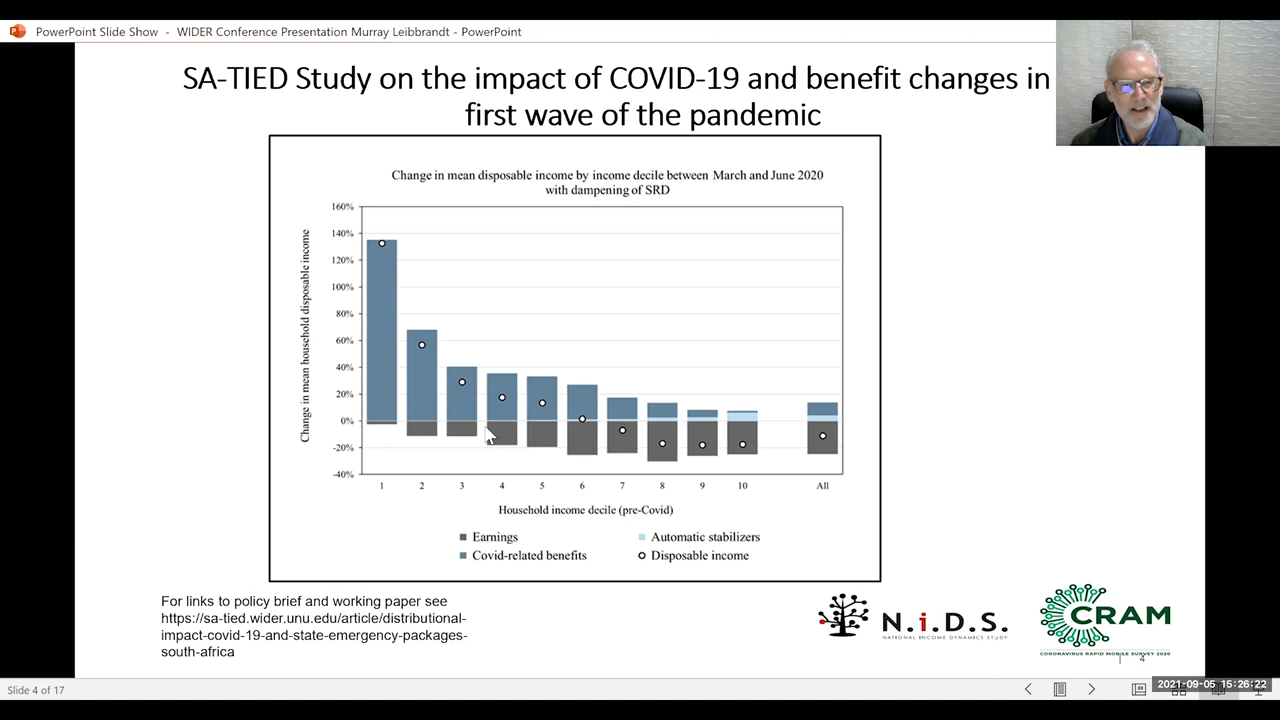 PowerPoint Slide Show - WIDER Conference Presentation Murray Leibbrandt - PowerPoint
SA-TIED Study on the impact of COVID-19 and benefit changes in
first wave of the pandemic
Change in mean disposable income by income decile between March and June 2020
with dampening of SRD
Change in mean household disposable income
160%
140%
120%
100%
80%
60%
40%
20%
0%
-20%
-40%
1 2 3 4 5 6 7 8 9 10 All
Household income decile (pre-Covid)
Earnings
Automatic stabilizers
Covid-related benefits
Disposable income
For links to policy brief and working paper see
https://sa-tied.wider.unu.edu/article/distributional-
impact-covid-19-and-state-emergency-packages-
south-africa
N.i.D.S.
NATIONAL INCOME DYNAMICS STUDY
CRAM
CORONAVIRUS RAPID MOBILE SURVEY 2020
4
Slide 4 of 17
2021-09-05 15:26:22